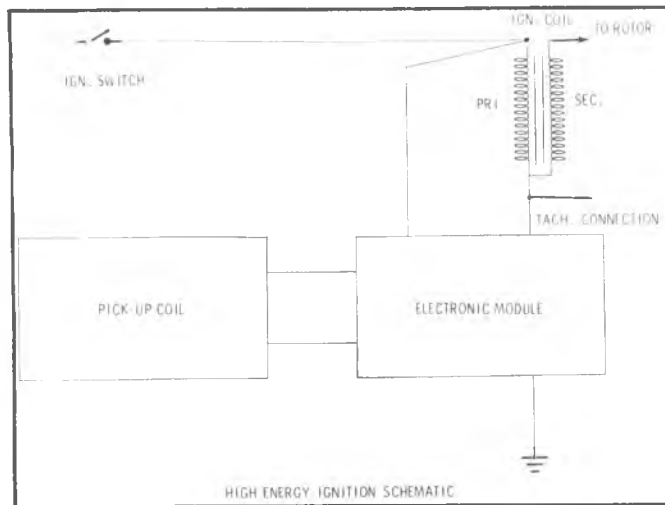 IGN. COIL
TO ROTOR
IGN. SWITCH
PRI
SEC.
TACH. CONNECTION
PICK-UP COIL
ELECTRONIC MODULE
HIGH ENERGY IGNITION SCHEMATIC